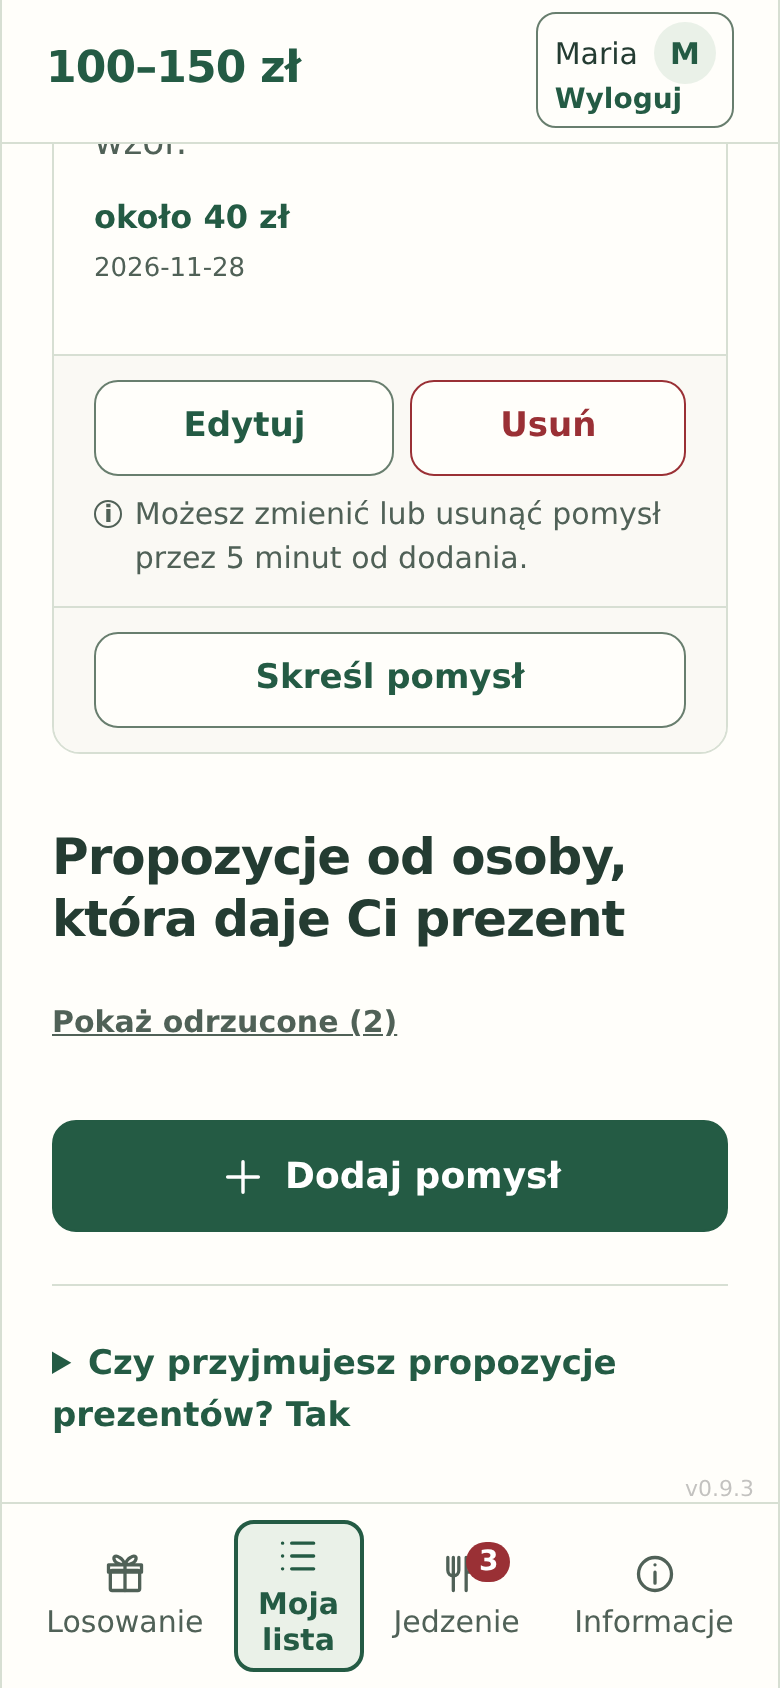 100–150 zł
Maria
M
Wyloguj
wzór.
około 40 zł
2026-11-28
Edytuj
Usuń
Możesz zmienić lub usunąć pomysł
przez 5 minut od dodania.
Skreśl pomysł
Propozycje od osoby,
która daje Ci prezent
Pokaż odrzucone (2)
Dodaj pomysł
Czy przyjmujesz propozycje
prezentów? Tak
v0.9.3
Losowanie
Moja
lista
3
Jedzenie
Informacje